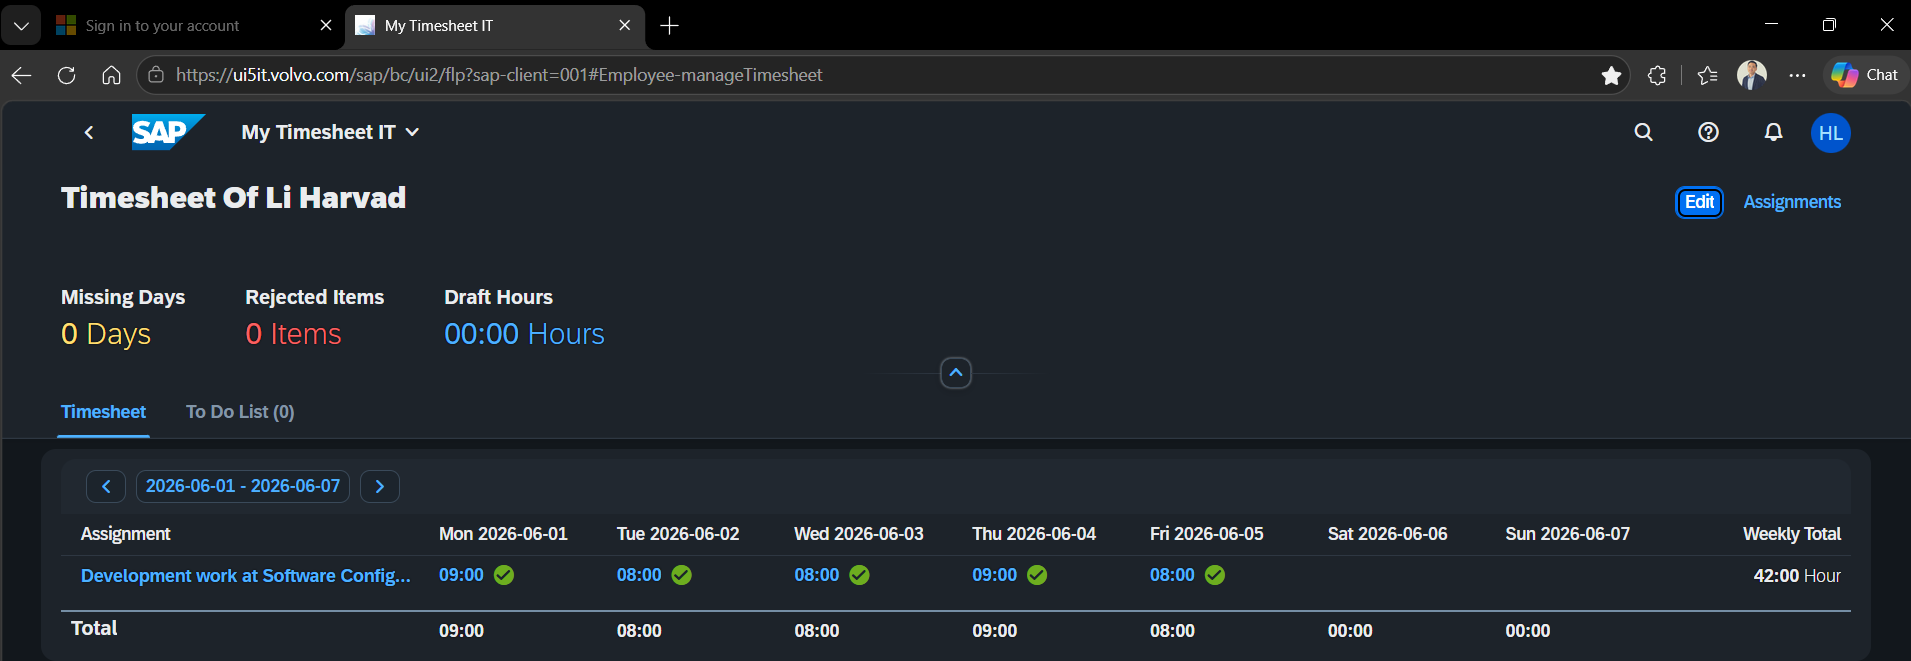 Sign in to your account
My Timesheet IT
https://ui5it.volvo.com/sap/bc/ui2/flp?sap-client=001#Employee-manageTimesheet
Chat
SAP My Timesheet IT HL
Timesheet Of Li Harvad
Edit Assignments
Missing Days Rejected Items Draft Hours
0 Days 0 Items 00:00 Hours
Timesheet To Do List (0)
2026-06-01 - 2026-06-07
Assignment Mon 2026-06-01 Tue 2026-06-02 Wed 2026-06-03 Thu 2026-06-04 Fri 2026-06-05 Sat 2026-06-06 Sun 2026-06-07 Weekly Total
Development work at Software Config... 09:00 08:00 08:00 09:00 08:00 42:00 Hour
Total 09:00 08:00 08:00 09:00 08:00 00:00 00:00